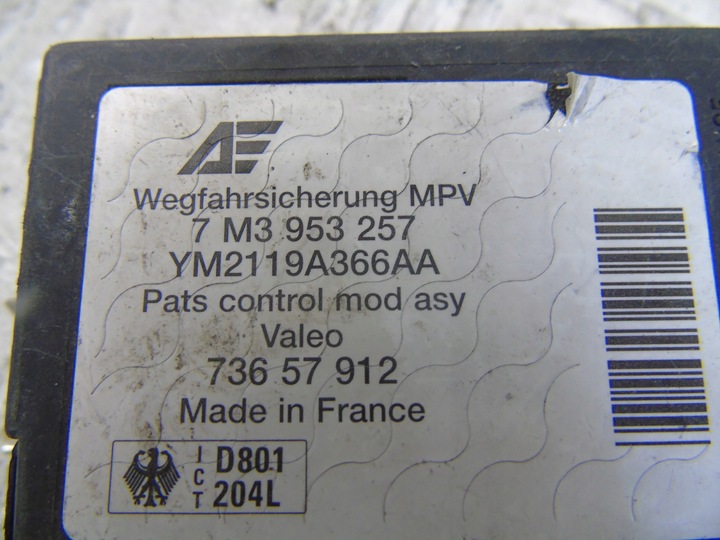 AE
Wegfahrsicherung MPV
7 M3 953 257
YM2119A366AA
Pats control mod asy
Valeo
736 57 912
Made in France
ICT D801
204L